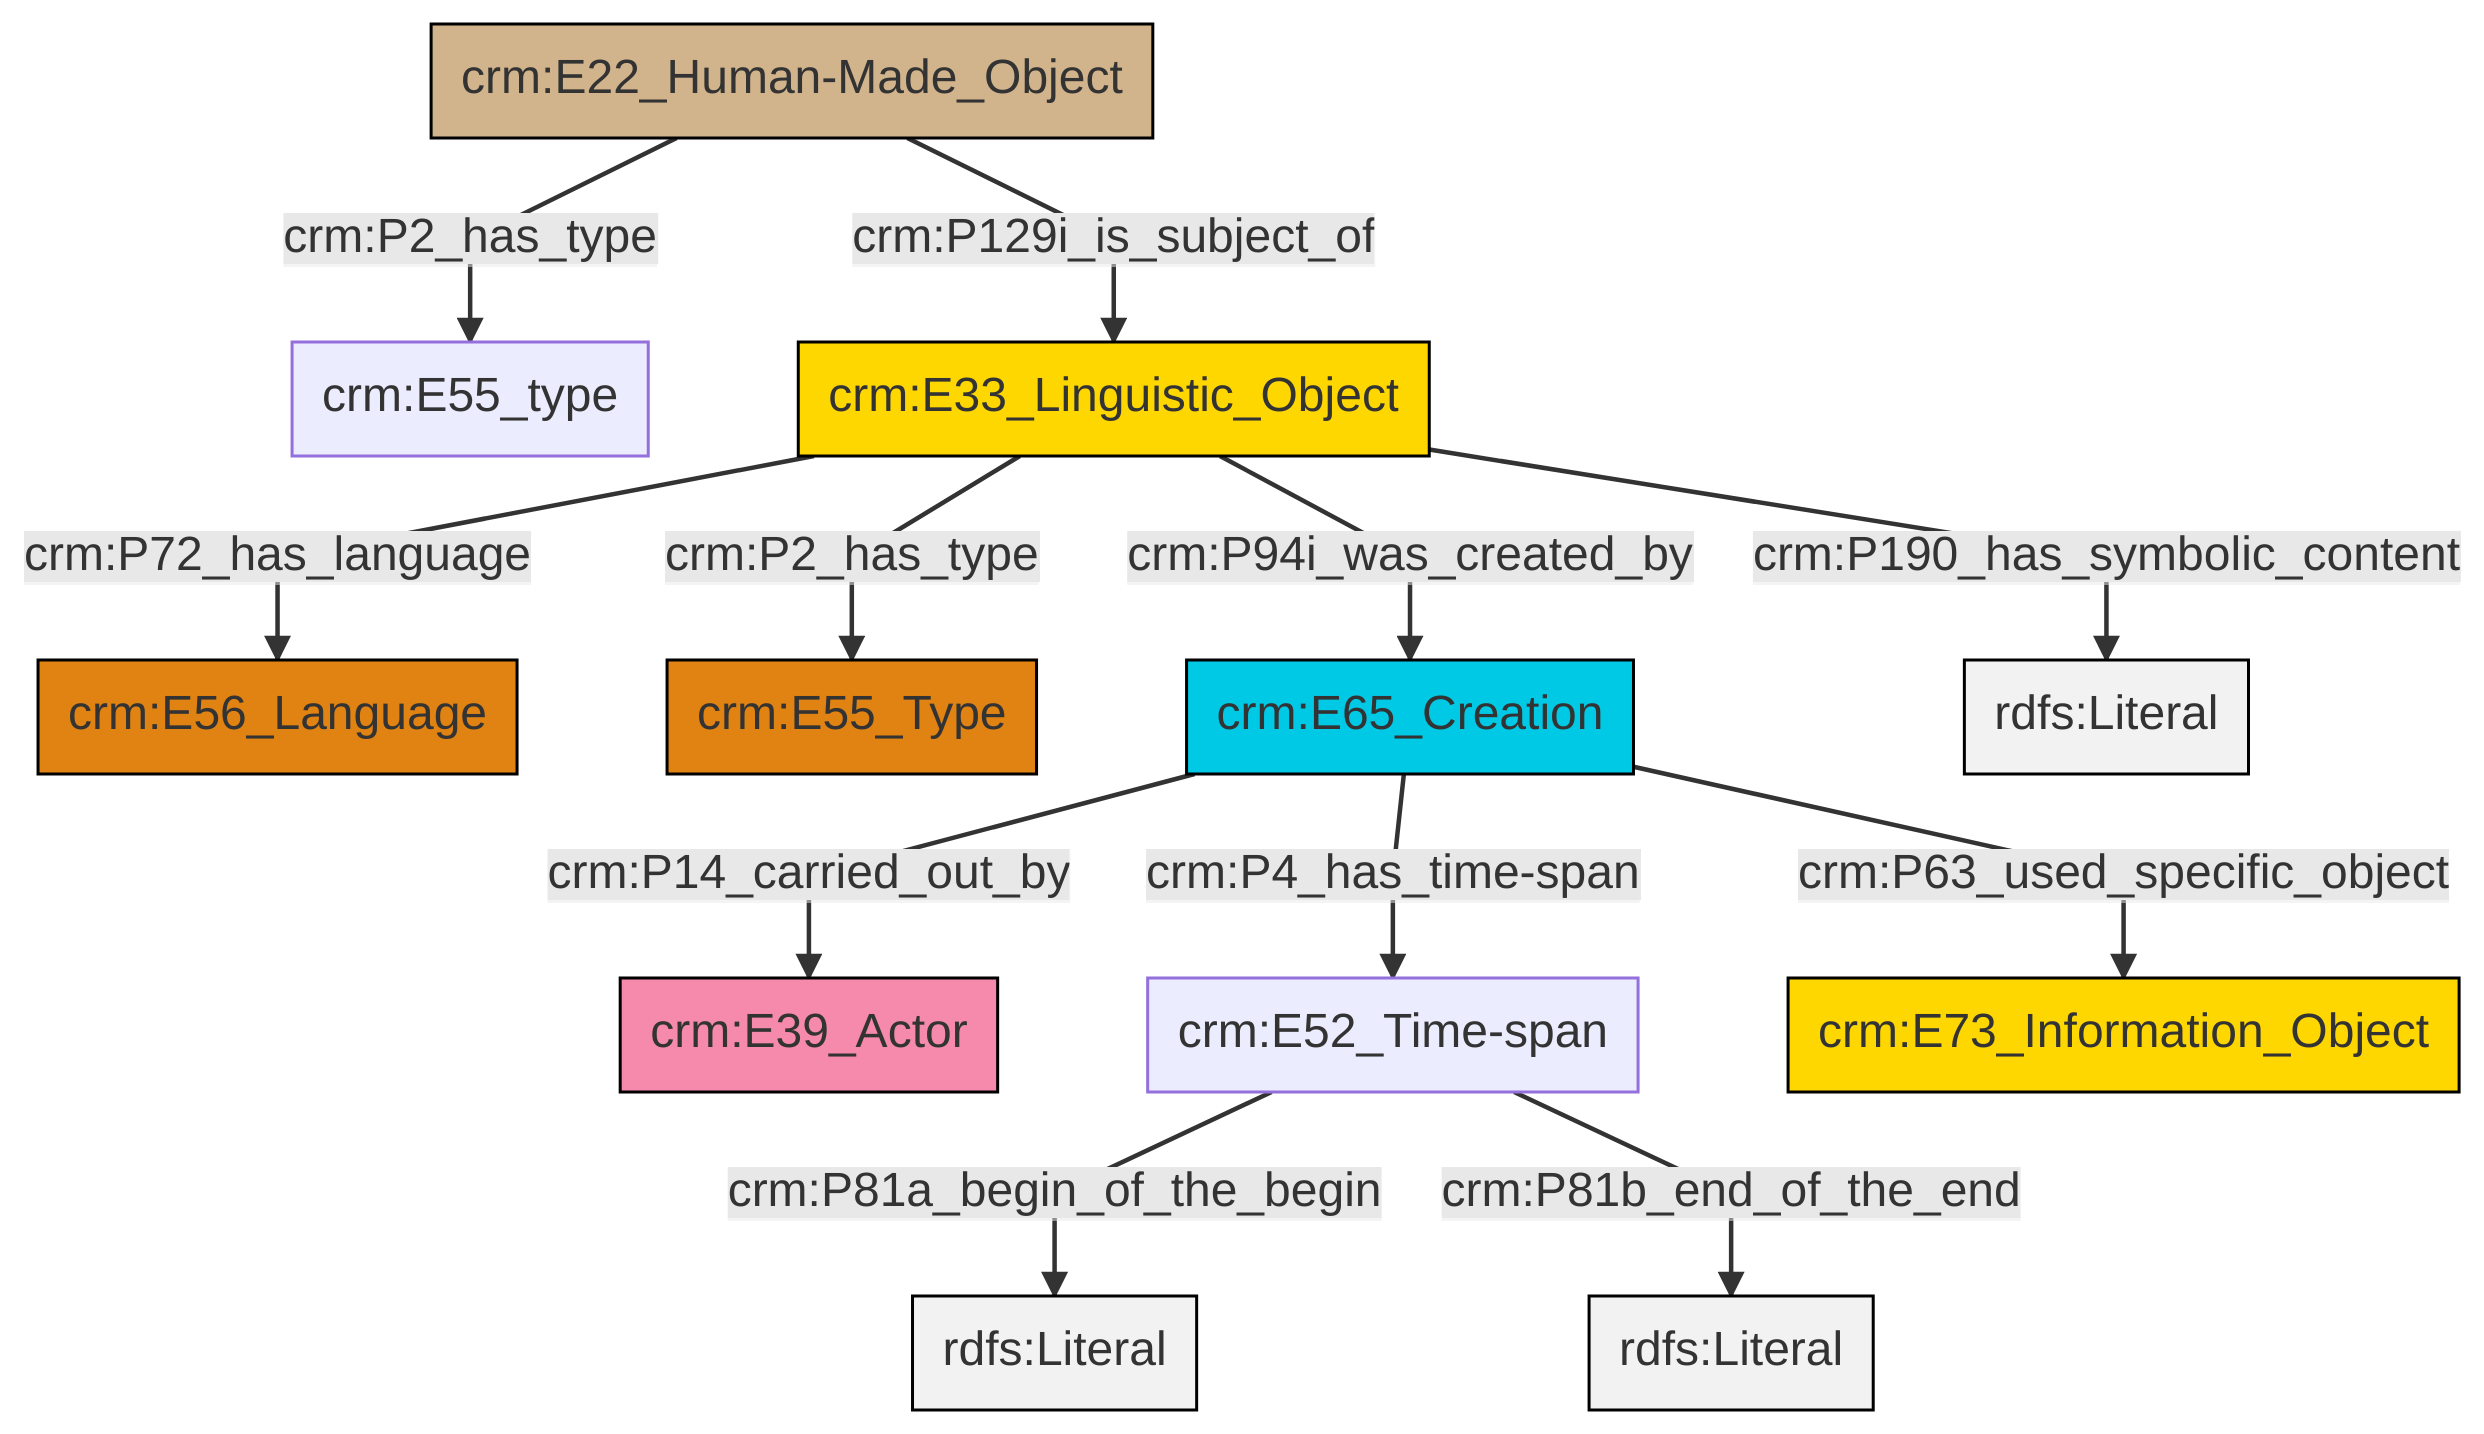 crm:E22_Human-Made_Object
crm:P2_has_type
crm:P129i_is_subject_of
crm:E55_type
crm:E33_Linguistic_Object
crm:P72_has_language
crm:P2_has_type
crm:P94i_was_created_by
crm:P190_has_symbolic_content
crm:E56_Language
crm:E55_Type
crm:E65_Creation
rdfs:Literal
crm:P14_carried_out_by
crm:P4_has_time-span
crm:P63_used_specific_object
crm:E39_Actor
crm:E52_Time-span
crm:E73_Information_Object
crm:P81a_begin_of_the_begin
crm:P81b_end_of_the_end
rdfs:Literal
rdfs:Literal